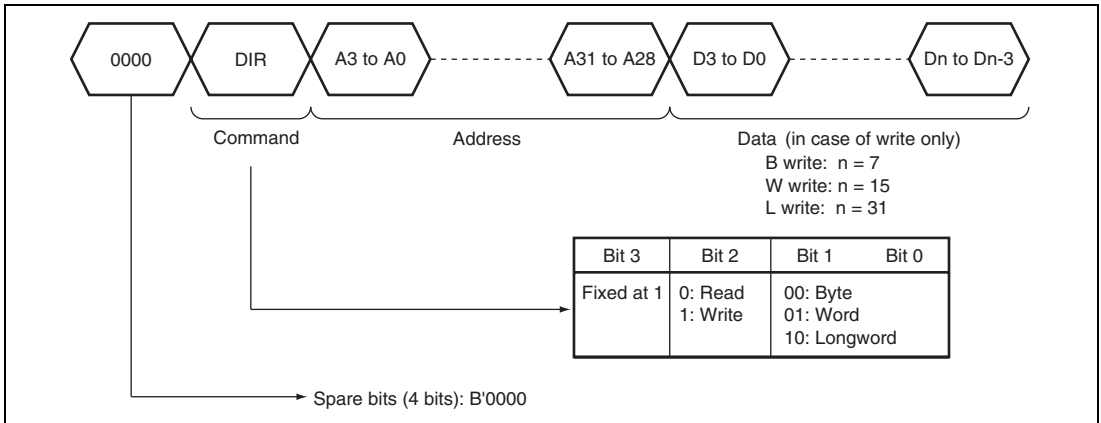 0000 DIR A3 to A0 A31 to A28 D3 to D0 Dn to Dn-3
Command Address Data (in case of write only)
B write: n = 7
W write: n = 15
L write: n = 31
Bit 3 Bit 2 Bit 1 Bit 0
Fixed at 1 0: Read 00: Byte
1: Write 01: Word
10: Longword
Spare bits (4 bits): B'0000